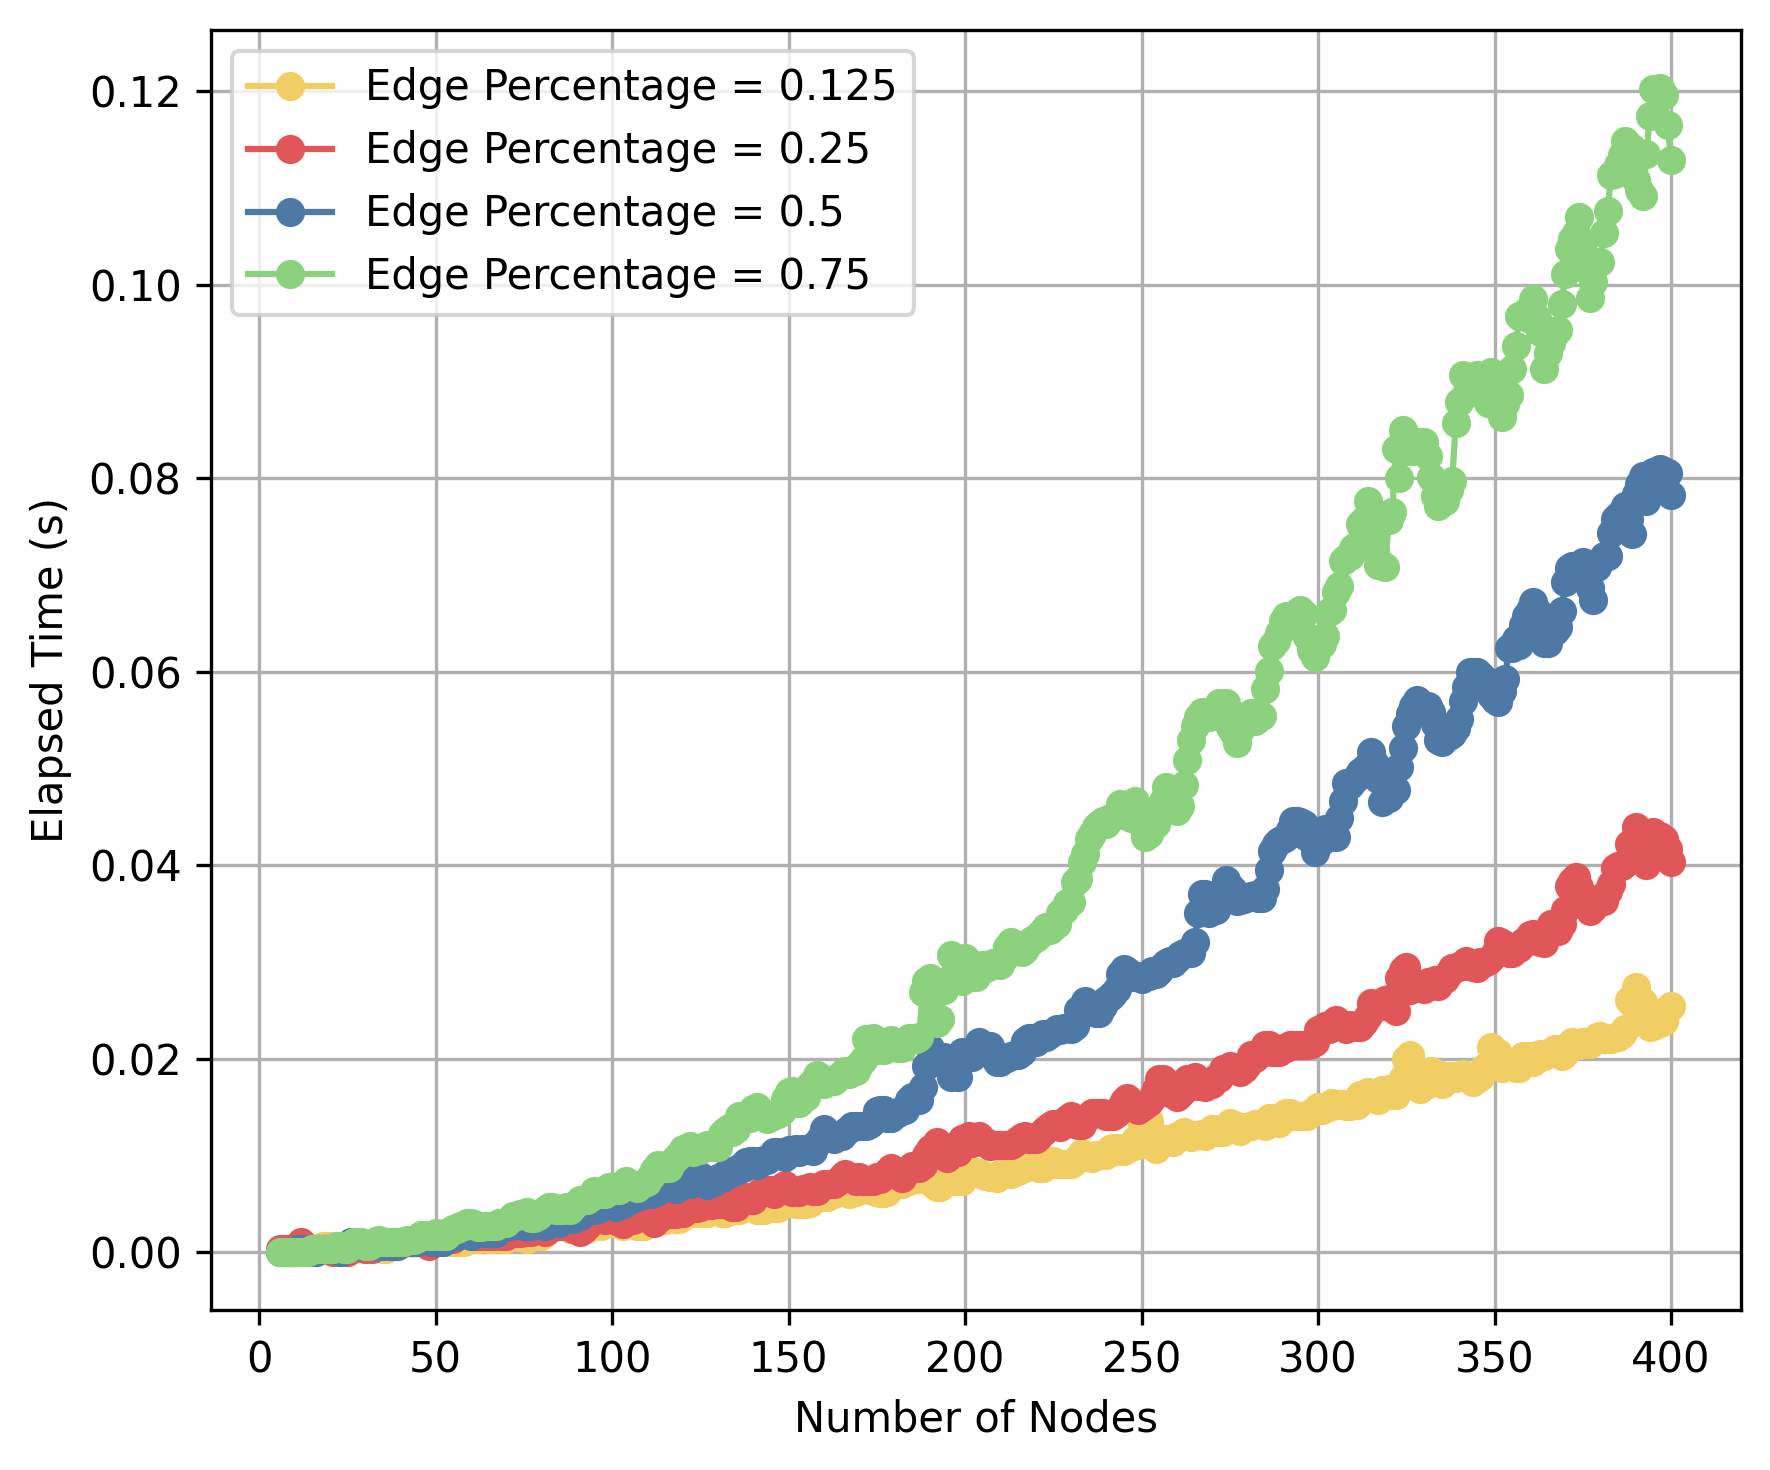 Edge Percentage = 0.125
Edge Percentage = 0.25
Edge Percentage = 0.5
Edge Percentage = 0.75
0.12
0.10
0.08
0.06
0.04
0.02
0.00
Elapsed Time (s)
0 50 100 150 200 250 300 350 400
Number of Nodes